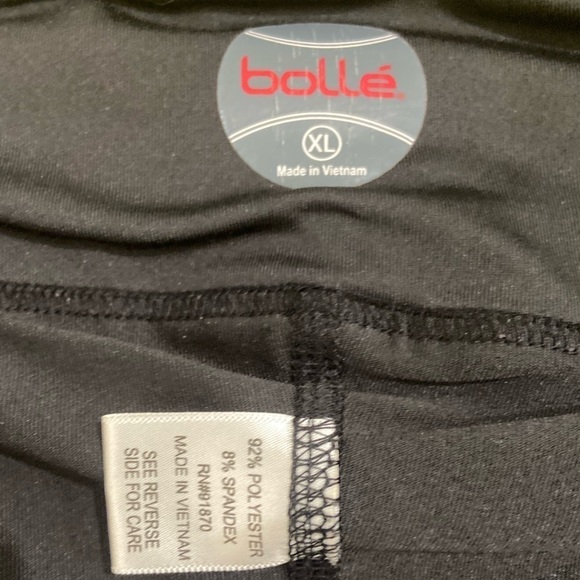 bollé
XL
Made in Vietnam
92% POLYESTER
8% SPANDEX
RN#91870
MADE IN VIETNAM
SEE REVERSE
SIDE FOR CARE